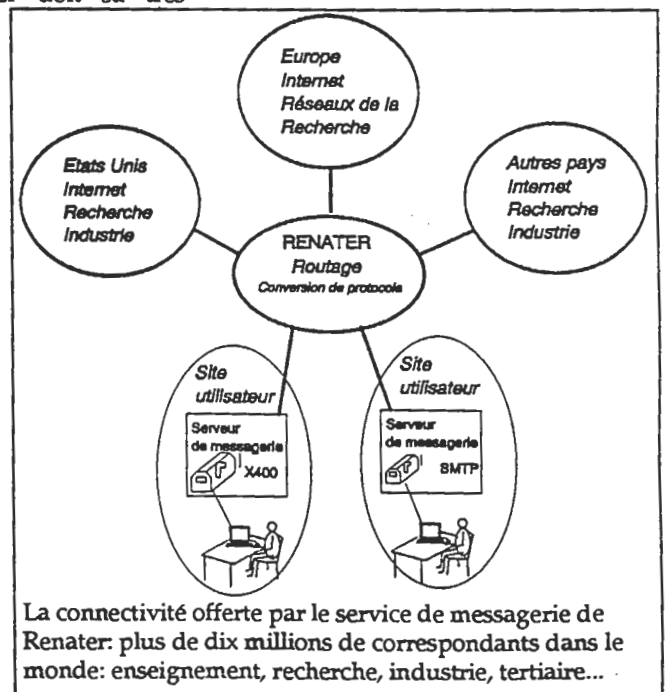 Europe
Internet
Réseaux de la
Recherche
Etats Unis
Internet
Recherche
Industrie
Autres pays
Internet
Recherche
Industrie
RENATER
Routage
Conversion de protocole
Site
utilisateur
Serveur
de messagerie
X400
Site
utilisateur
Serveur
de messagerie
SMTP
La connectivité offerte par le service de messagerie de
Renater: plus de dix millions de correspondants dans le
monde: enseignement, recherche, industrie, tertiaire...